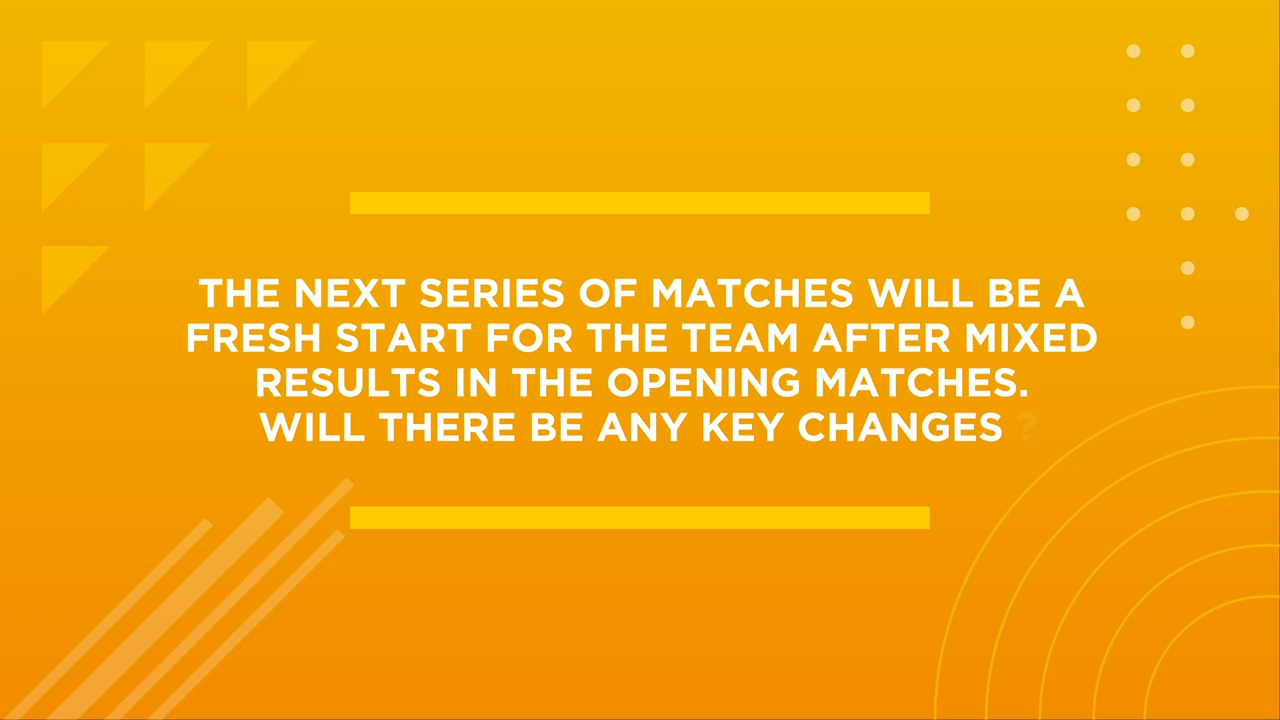 THE NEXT SERIES OF MATCHES WILL BE A
FRESH START FOR THE TEAM AFTER MIXED
RESULTS IN THE OPENING MATCHES.
WILL THERE BE ANY KEY CHANGES ?